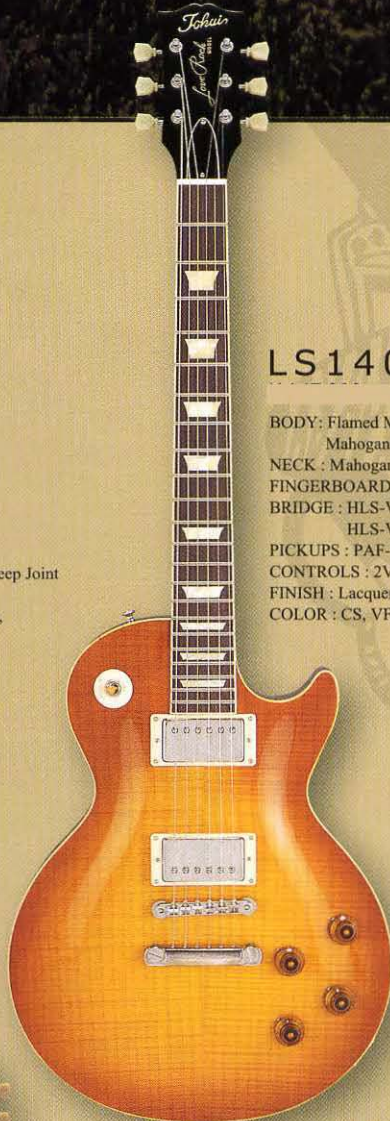 Tokai
Love Rock
MODEL
eep Joint
LS140
BODY: Flamed M
Mahogan
NECK : Mahogan
FINGERBOARD
BRIDGE : HLS-V
HLS-V
PICKUPS : PAF-
CONTROLS : 2V
FINISH : Lacque
COLOR : CS, VF